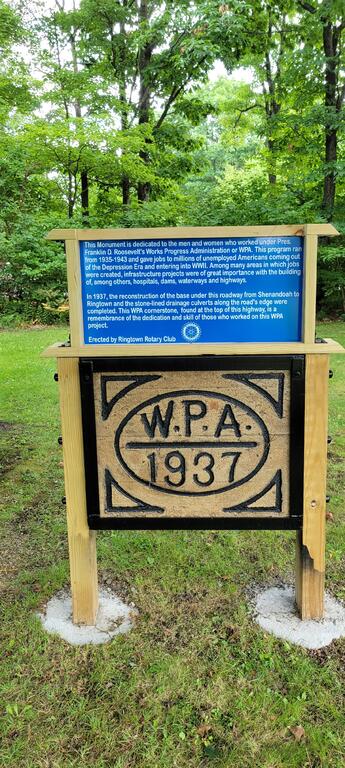 This Monument is dedicated to the men and women who worked under Pres.
Franklin D. Roosevelt's Works Progress Administration or WPA. This program ran
from 1935-1943 and gave jobs to millions of unemployed Americans coming out
of the Depression Era and entering into WWII. Among many areas in which jobs
were created, infrastructure projects were of great importance with the building
of, among others, hospitals, dams, waterways and highways.
In 1937, the reconstruction of the base under this roadway from Shenandoah to
Ringtown and the stone-lined drainage culverts along the road's edge were
completed. This WPA cornerstone, found at the top of this highway, is a
remembrance of the dedication and skill of those who worked on this WPA
project.
Erected by Ringtown Rotary Club
W.P.A.
1937